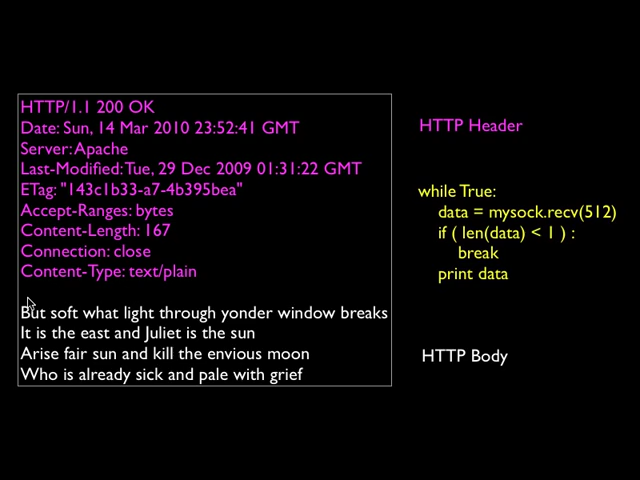 HTTP/1.1 200 OK
Date: Sun, 14 Mar 2010 23:52:41 GMT
Server: Apache
Last-Modified: Tue, 29 Dec 2009 01:31:22 GMT
ETag: "143c1b33-a7-4b395bea"
Accept-Ranges: bytes
Content-Length: 167
Connection: close
Content-Type: text/plain
But soft what light through yonder window breaks
It is the east and Juliet is the sun
Arise fair sun and kill the envious moon
Who is already sick and pale with grief
HTTP Header
while True:
data = mysock.recv(512)
if ( len(data) < 1 ) :
break
print data
HTTP Body